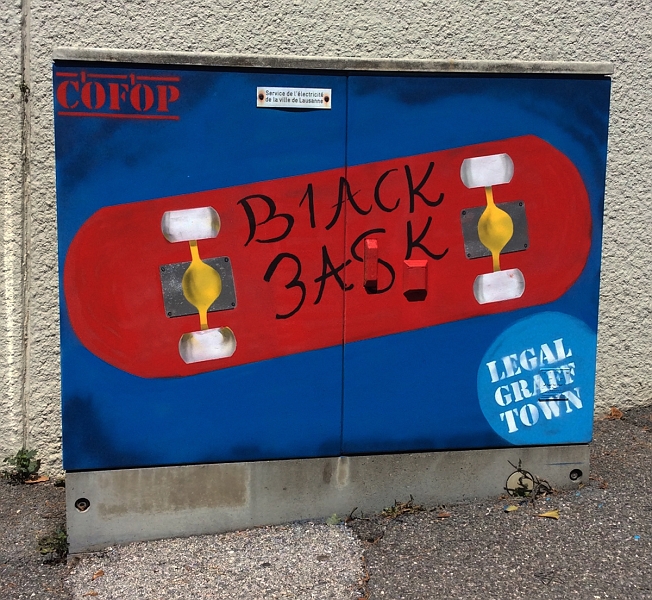 COFOP
Service de l'électricité
de la ville de Lausanne
B1ACK
3ASK
LEGAL
GRAFF
TOWN